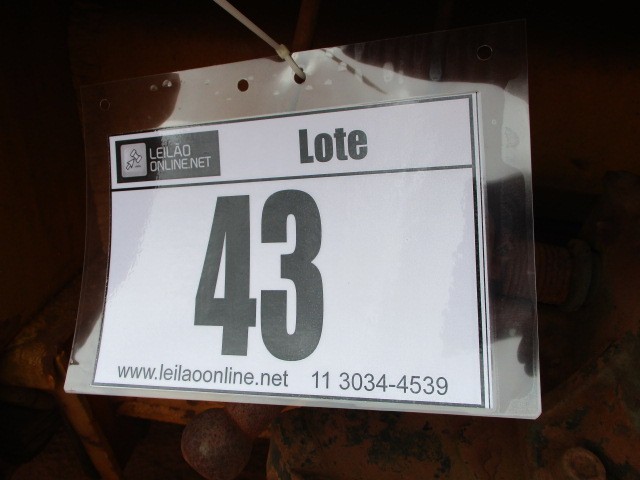 LEILÃO
ONLINE.NET
Lote
43
www.leilaoonline.net 11 3034-4539